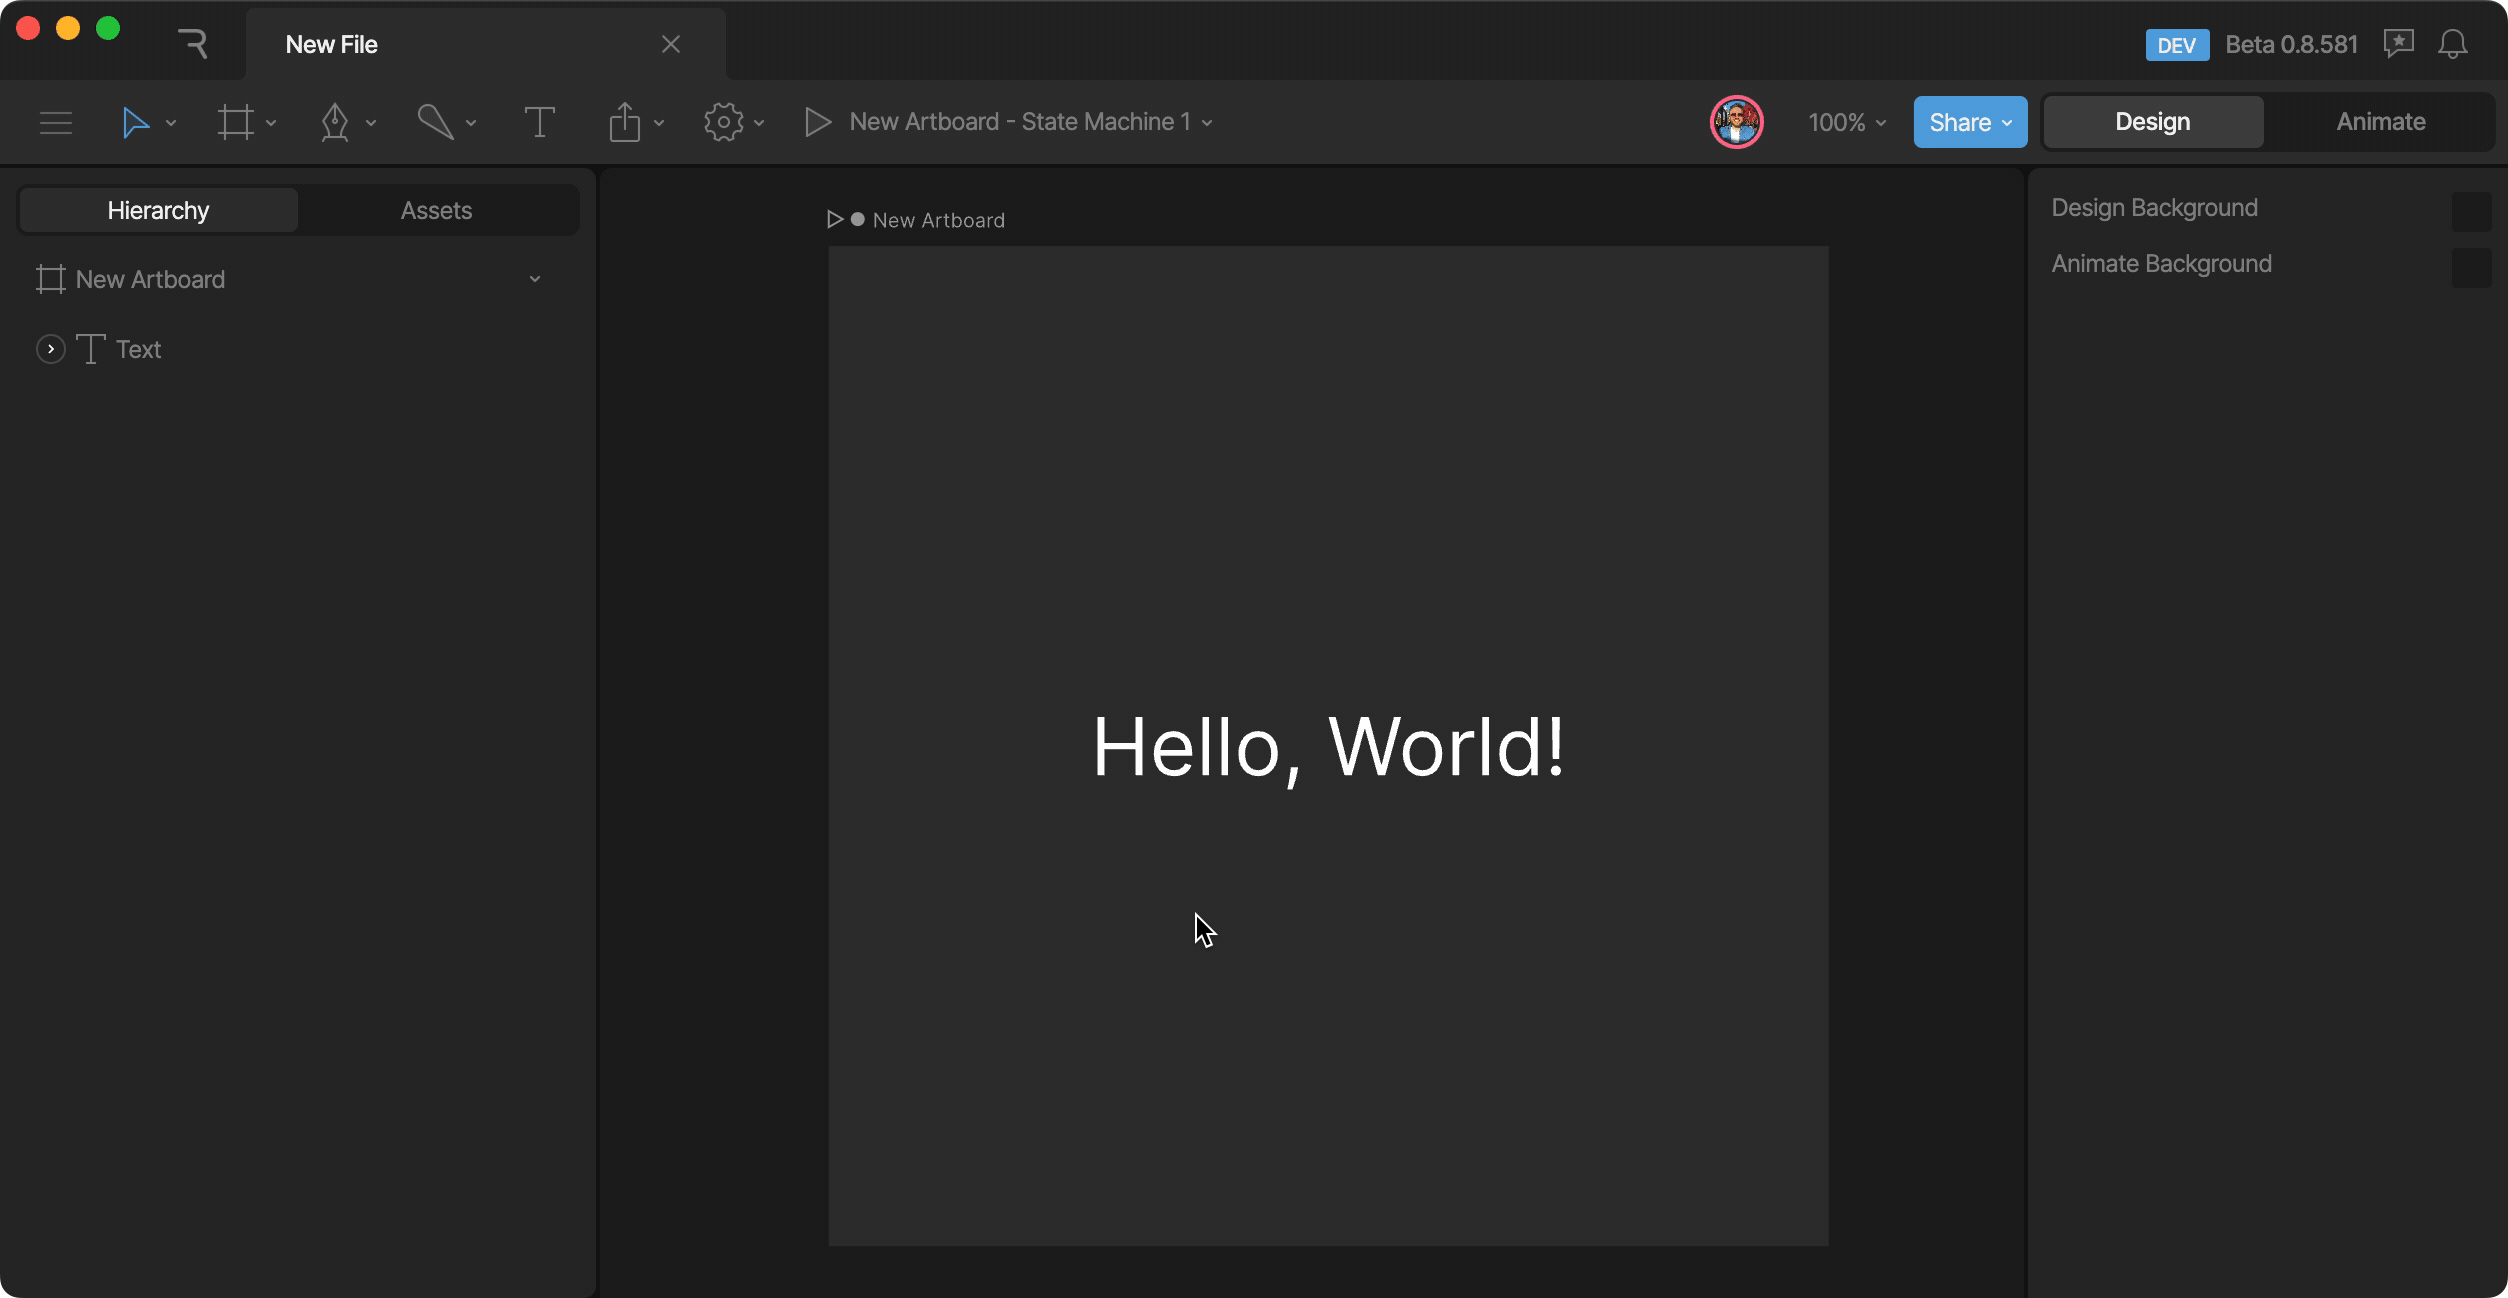 New File
DEV Beta 0.8.581
New Artboard - State Machine 1
100%
Share
Design
Animate
Hierarchy
Assets
New Artboard
Text
New Artboard
Hello, World!
Design Background
Animate Background